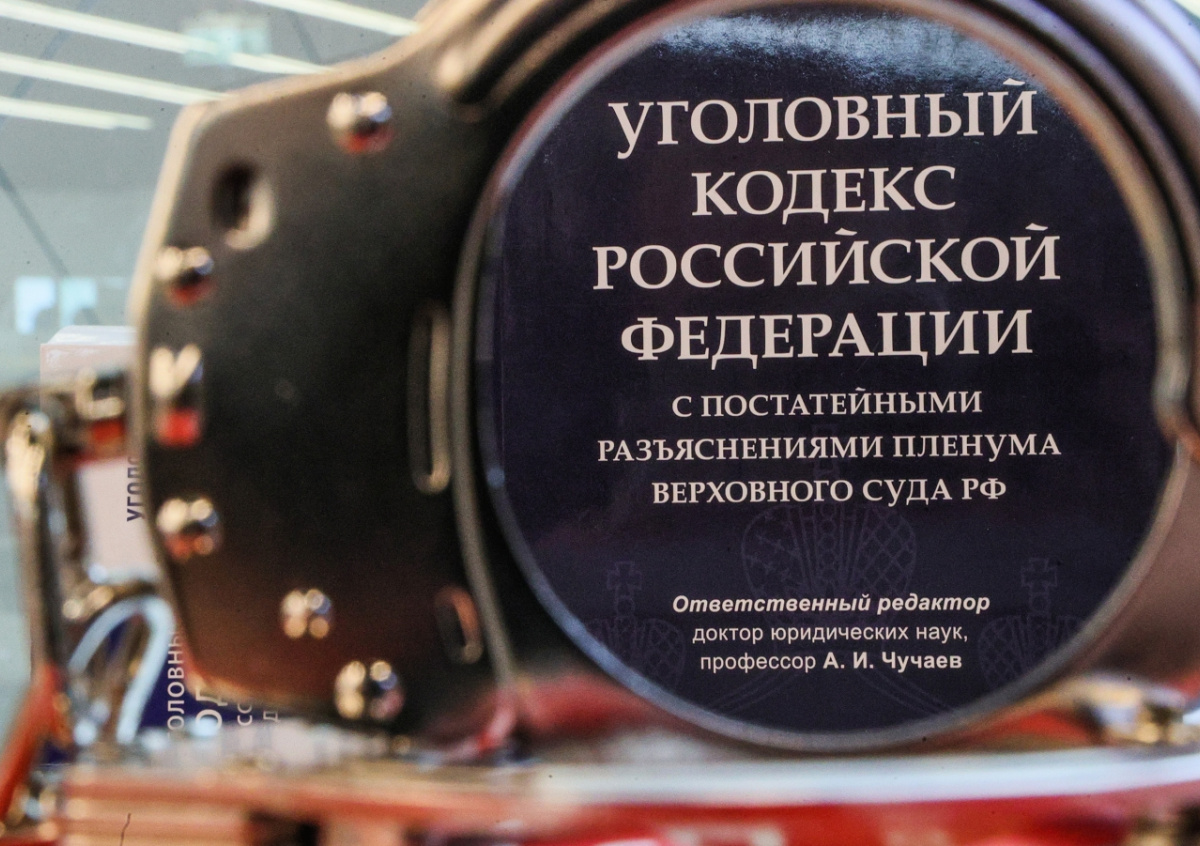 УГОЛОВНЫЙ
КОДЕКС
РОССИЙСКОЙ
ФЕДЕРАЦИИ
С ПОСТАТЕЙНЫМИ
РАЗЪЯСНЕНИЯМИ ПЛЕНУМА
ВЕРХОВНОГО СУДА РФ
Ответственный редактор
доктор юридических наук,
профессор А. И. Чучаев